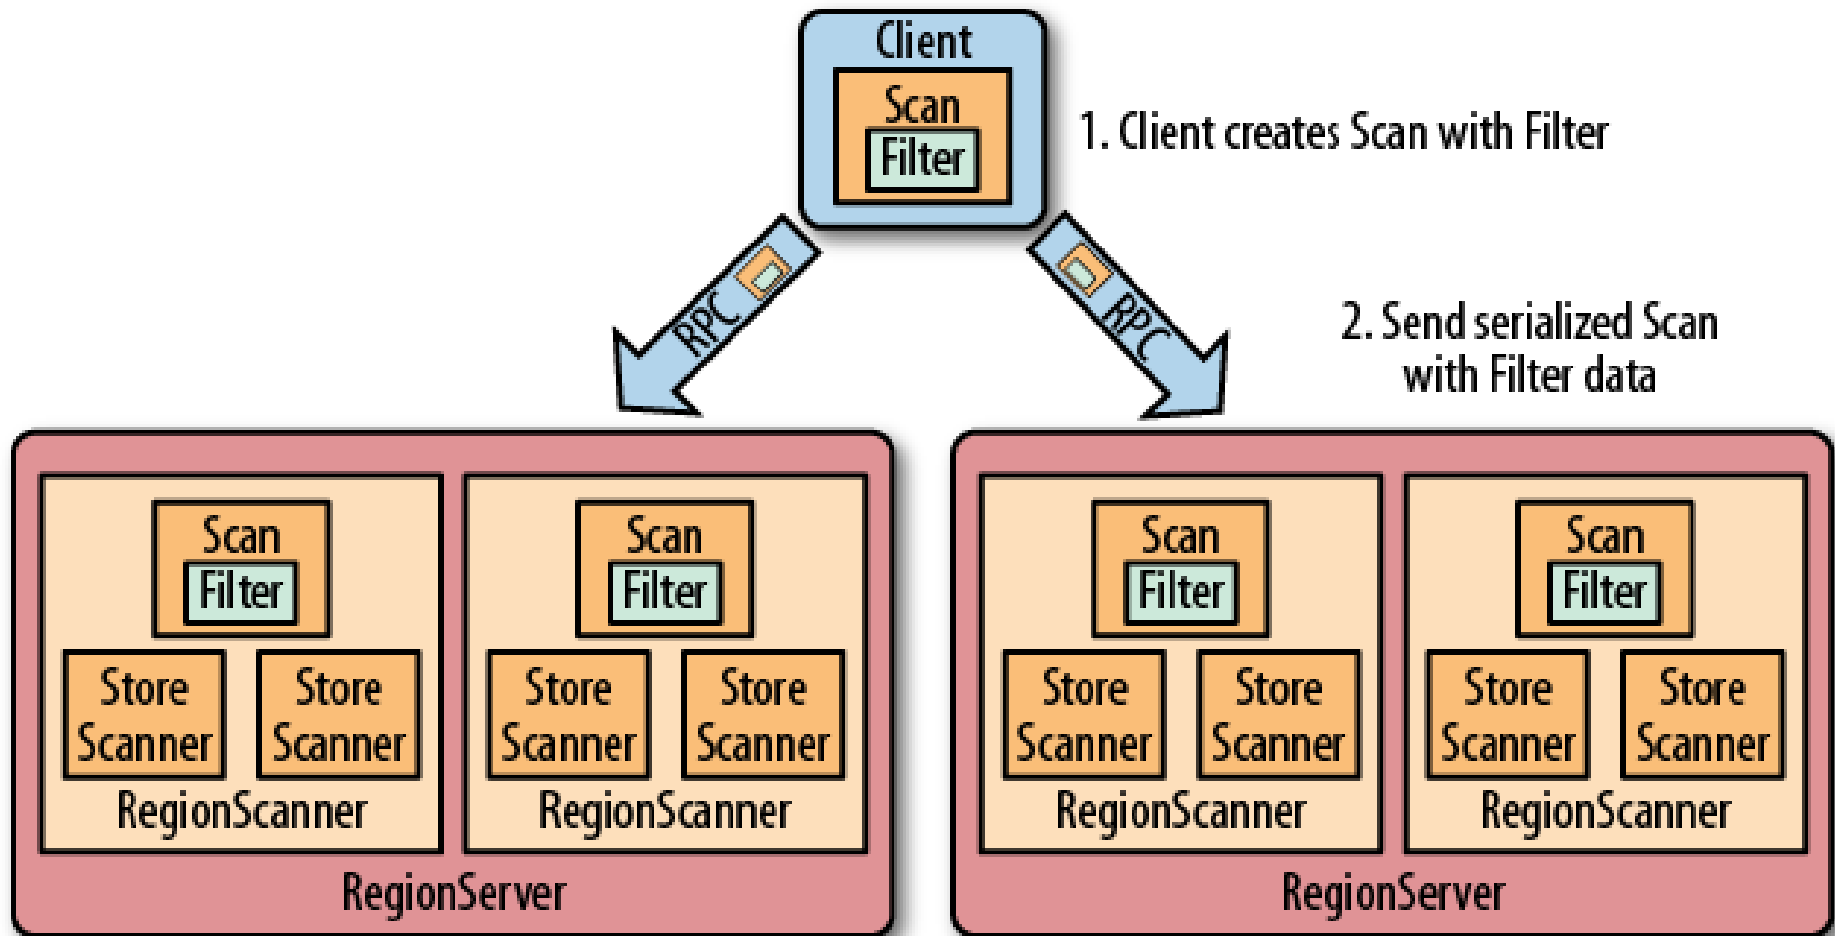 Client
Scan
Filter
1. Client creates Scan with Filter
RPC
RPC
2. Send serialized Scan
with Filter data
Scan
Filter
Store
Scanner
Store
Scanner
RegionScanner
Scan
Filter
Store
Scanner
Store
Scanner
RegionScanner
RegionServer
Scan
Filter
Store
Scanner
Store
Scanner
RegionScanner
Scan
Filter
Store
Scanner
Store
Scanner
RegionScanner
RegionServer